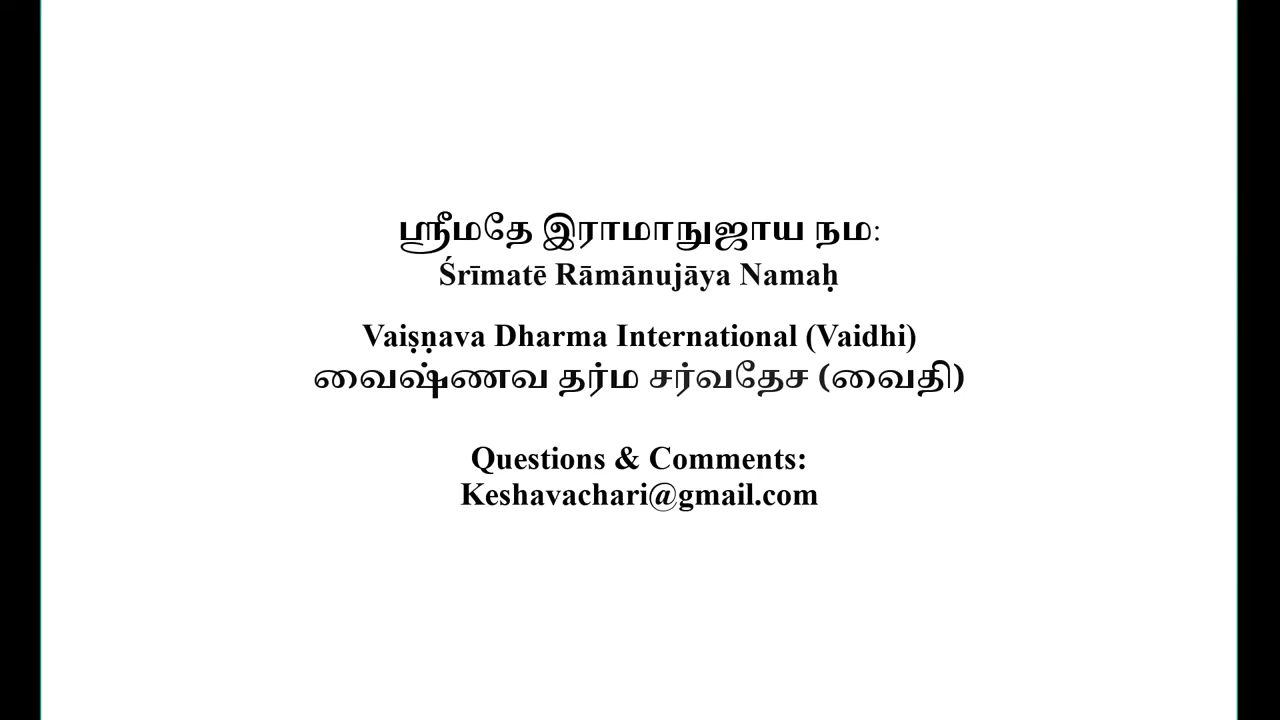 ஸ்ரீமதே இராமாநுஜாய நம:
Śrīmatē Rāmānujāya Namaḥ
Vaiṣṇava Dharma International (Vaidhi)
வைஷ்ணவ தர்ம சர்வதேச (வைதி)
Questions & Comments:
Keshavachari@gmail.com